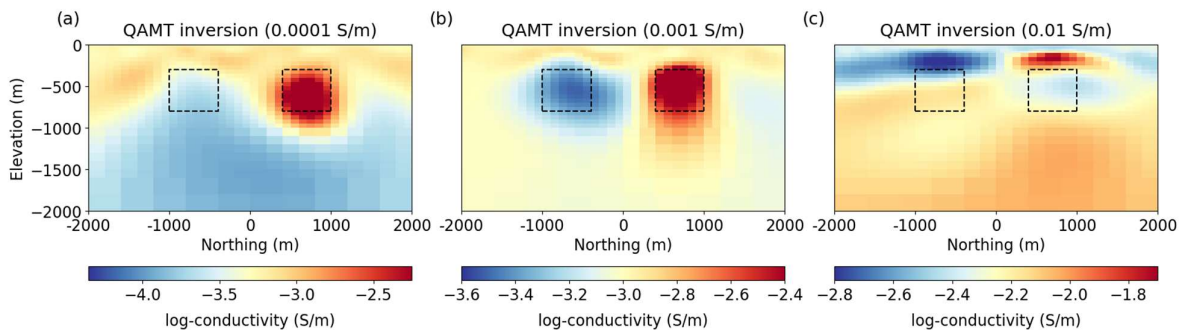 (a)
QAMT inversion (0.0001 S/m)
(b)
QAMT inversion (0.001 S/m)
(c)
QAMT inversion (0.01 S/m)
Elevation (m)
0
−500
−1000
−1500
−2000
-2000 -1000 0 1000 2000
Northing (m)
-2000 -1000 0 1000 2000
Northing (m)
-2000 -1000 0 1000 2000
Northing (m)
−4.0 −3.5 −3.0 −2.5
log-conductivity (S/m)
−3.6 −3.4 −3.2 −3.0 −2.8 −2.6 −2.4
log-conductivity (S/m)
−2.8 −2.6 −2.4 −2.2 −2.0 −1.8
log-conductivity (S/m)